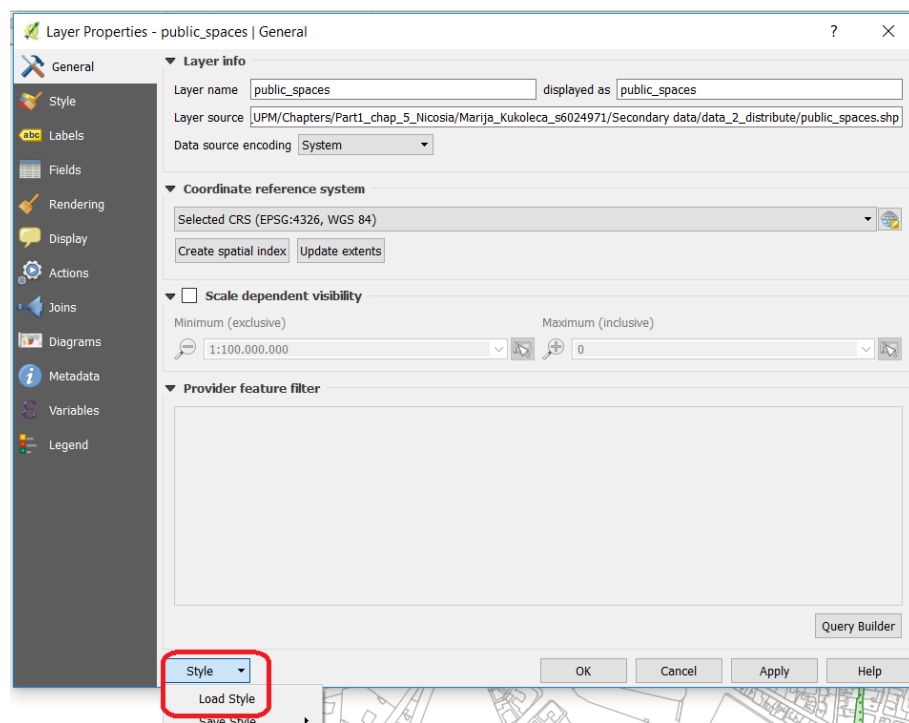 Layer Properties - public_spaces | General
? ×
General
Style
abc Labels
Fields
Rendering
Display
Actions
Joins
Diagrams
Metadata
Variables
Legend
Layer info
Layer name public_spaces displayed as public_spaces
Layer source UPM/Chapters/Part1_chap_5_Nicosia/Marija_Kukoleca_s6024971/Secondary data/data_2_distribute/public_spaces.shp
Data source encoding System
Coordinate reference system
Selected CRS (EPSG:4326, WGS 84)
Create spatial index Update extents
Scale dependent visibility
Minimum (exclusive) Maximum (inclusive)
1:100.000.000 0
Provider feature filter
Query Builder
Style OK Cancel Apply Help
Load Style
Save Style